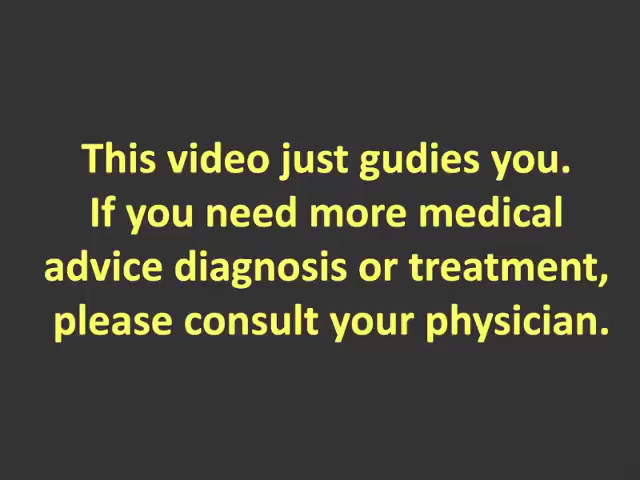 This video just gudies you.
If you need more medical
advice diagnosis or treatment,
please consult your physician.